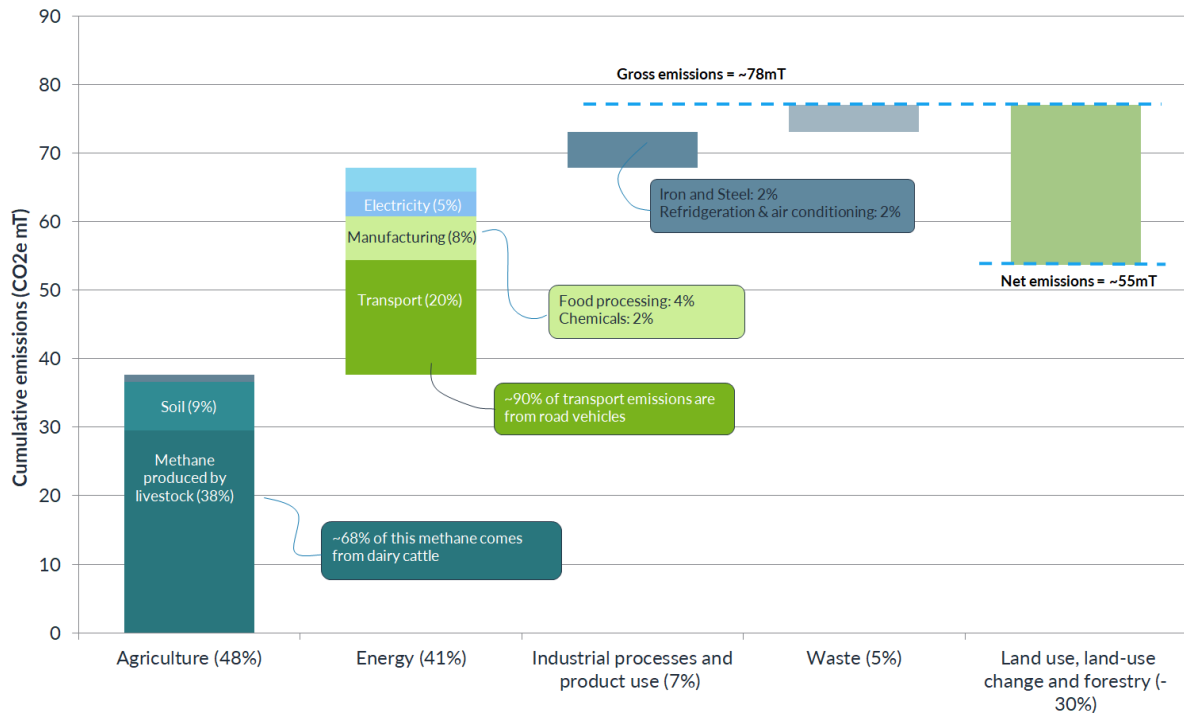 90
80
70
60
50
40
30
20
10
0
Cumulative emissions (CO2e mT)
Gross emissions = ~78mT
Net emissions = ~55mT
Electricity (5%)
Manufacturing (8%)
Transport (20%)
Iron and Steel: 2%
Refridgeration & air conditioning: 2%
Food processing: 4%
Chemicals: 2%
~90% of transport emissions are
from road vehicles
Soil (9%)
Methane
produced by
livestock (38%)
~68% of this methane comes
from dairy cattle
Agriculture (48%)
Energy (41%)
Industrial processes and
product use (7%)
Waste (5%)
Land use, land-use
change and forestry (-
30%)